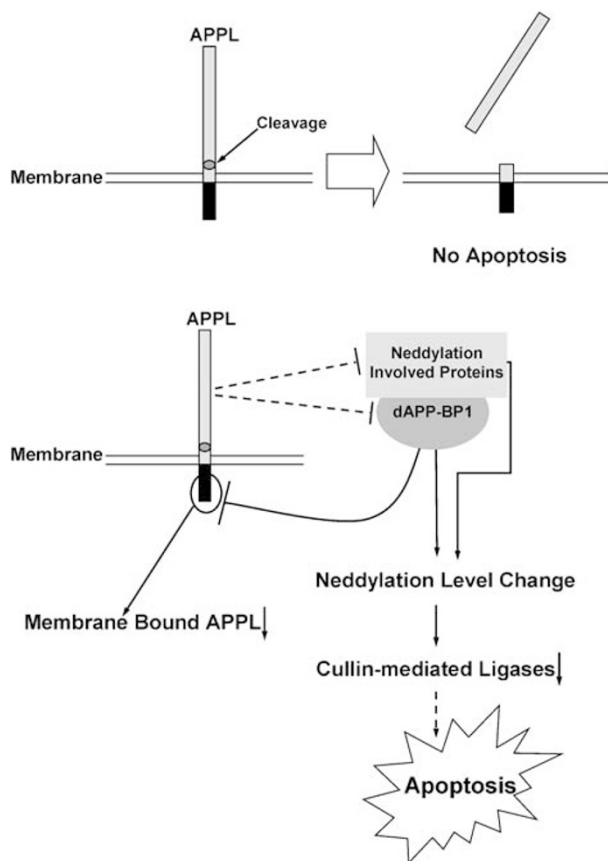 APPL
Cleavage
Membrane
No Apoptosis
APPL
Neddylation
Involved Proteins
dAPP-BP1
Membrane
Neddylation Level Change
Membrane Bound APPL
Cullin-mediated Ligases
Apoptosis